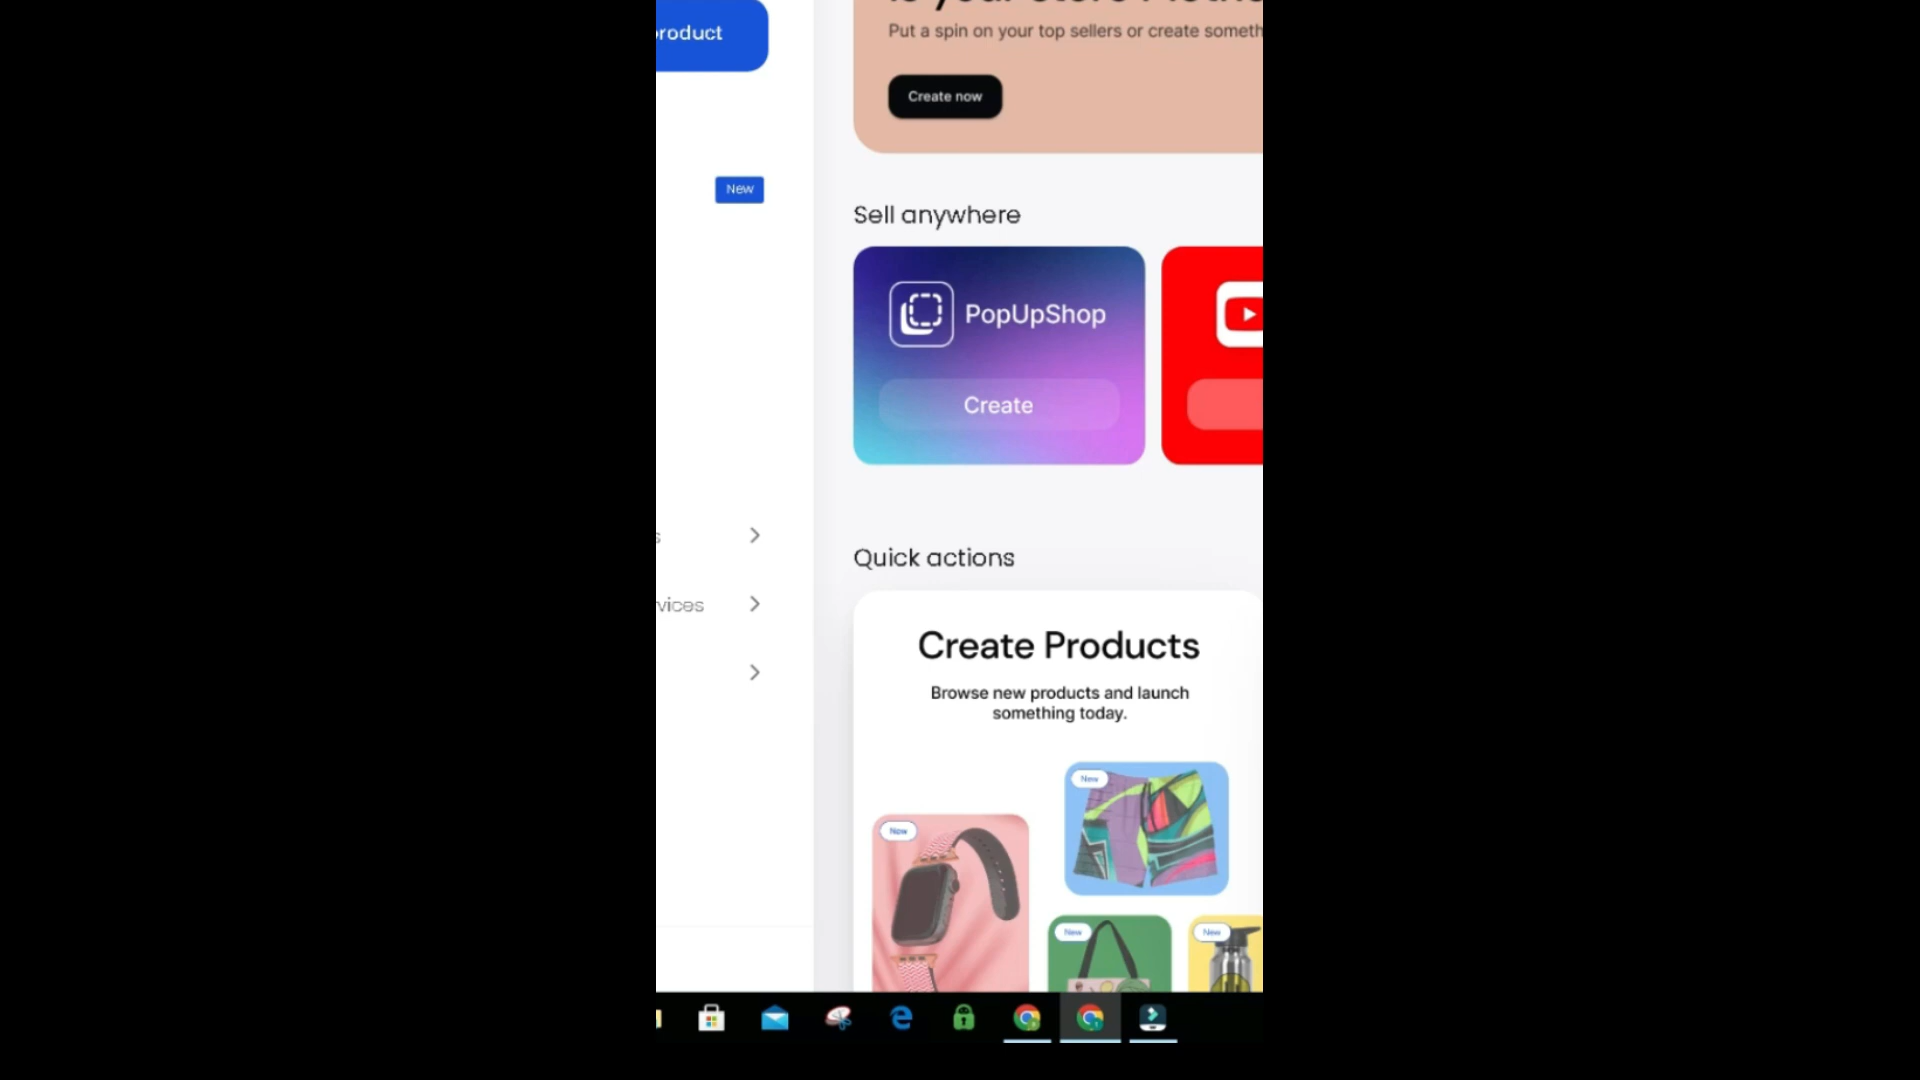 product
New
vices
Put a spin on your top sellers or create someth
Create now
Sell anywhere
PopUpShop
Create
Quick actions
Create Products
Browse new products and launch
something today.
New
New
New
New